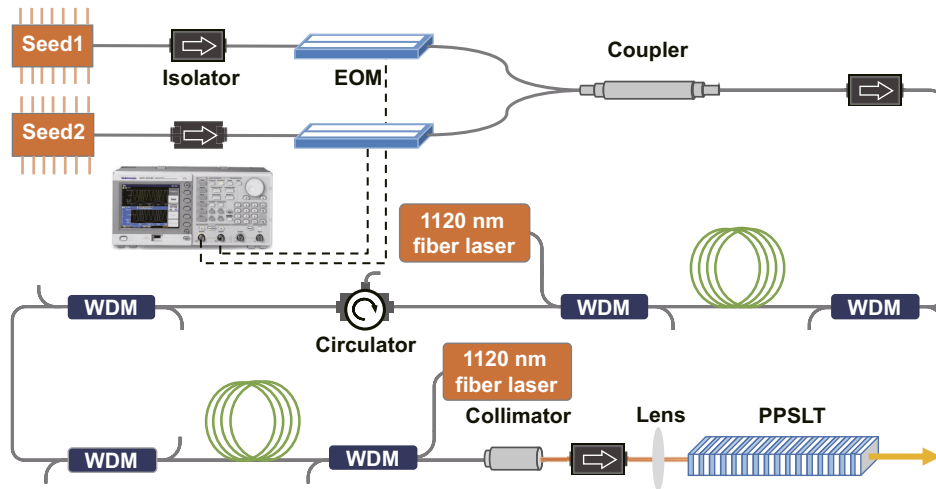 Seed1
Isolator
EOM
Coupler
Seed2
1120 nm
fiber laser
WDM
Circulator
WDM
WDM
1120 nm
fiber laser
Collimator
Lens
PPSLT
WDM
WDM